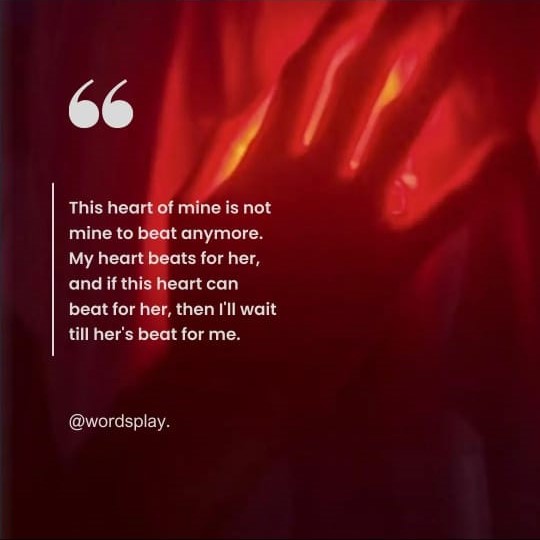 “
This heart of mine is not
mine to beat anymore.
My heart beats for her,
and if this heart can
beat for her, then I'll wait
till her's beat for me.
@wordsplay.